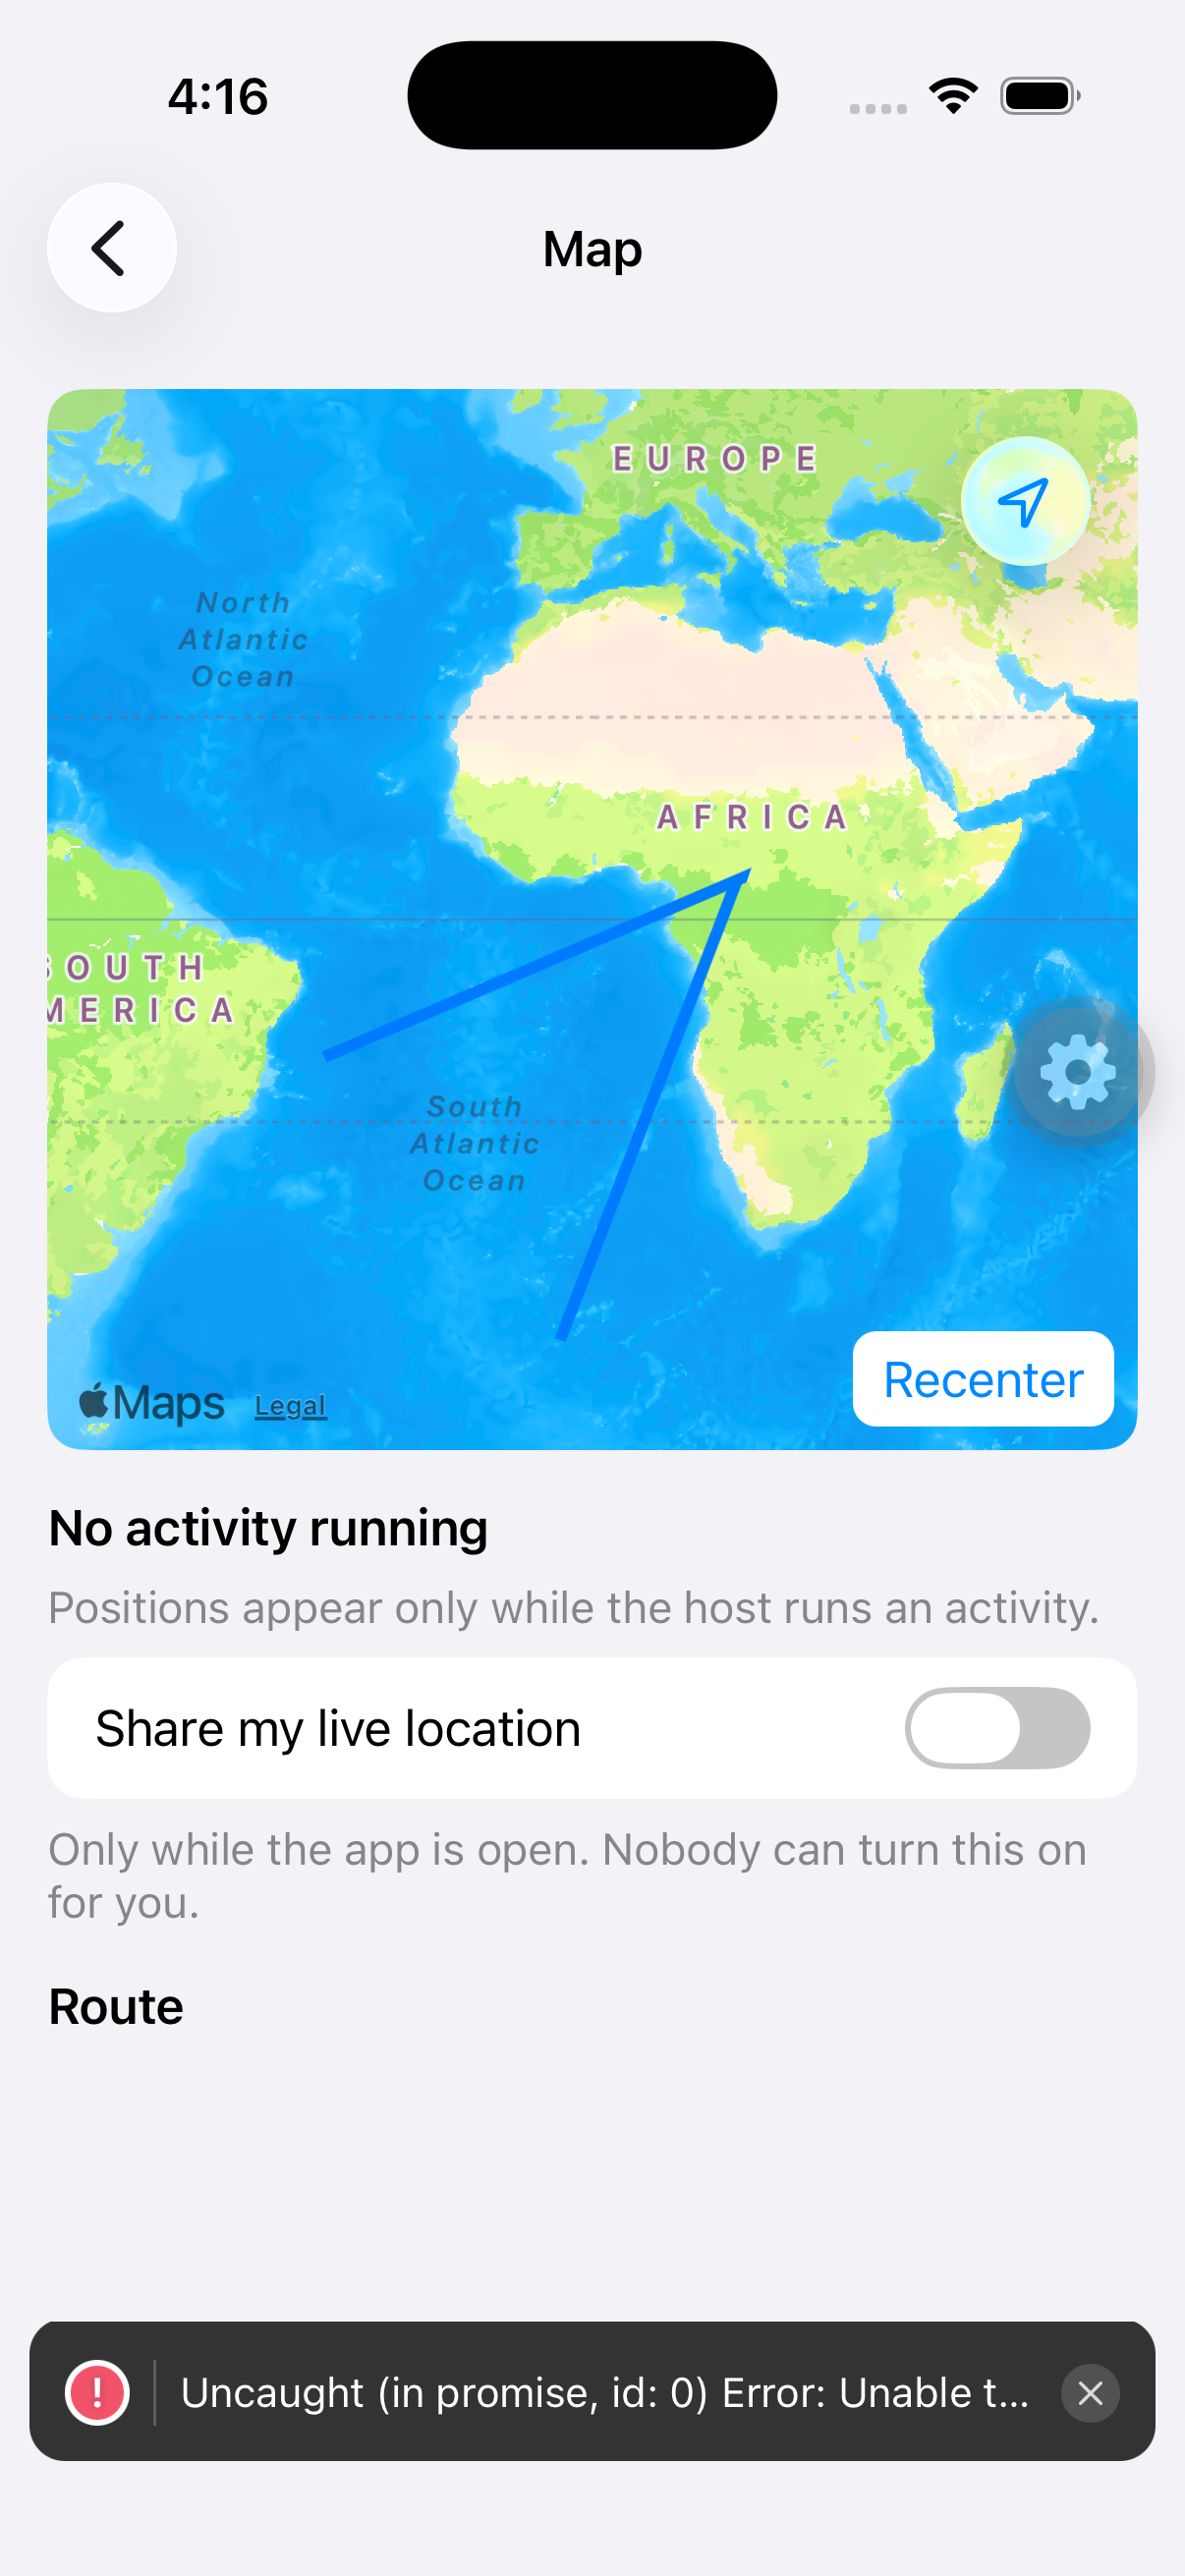 4:16
Map
EUROPE
North
Atlantic
Ocean
AFRICA
SOUTH
MERICA
South
Atlantic
Ocean
Maps Legal
Recenter
No activity running
Positions appear only while the host runs an activity.
Share my live location
Only while the app is open. Nobody can turn this on
for you.
Route
! Uncaught (in promise, id: 0) Error: Unable t...